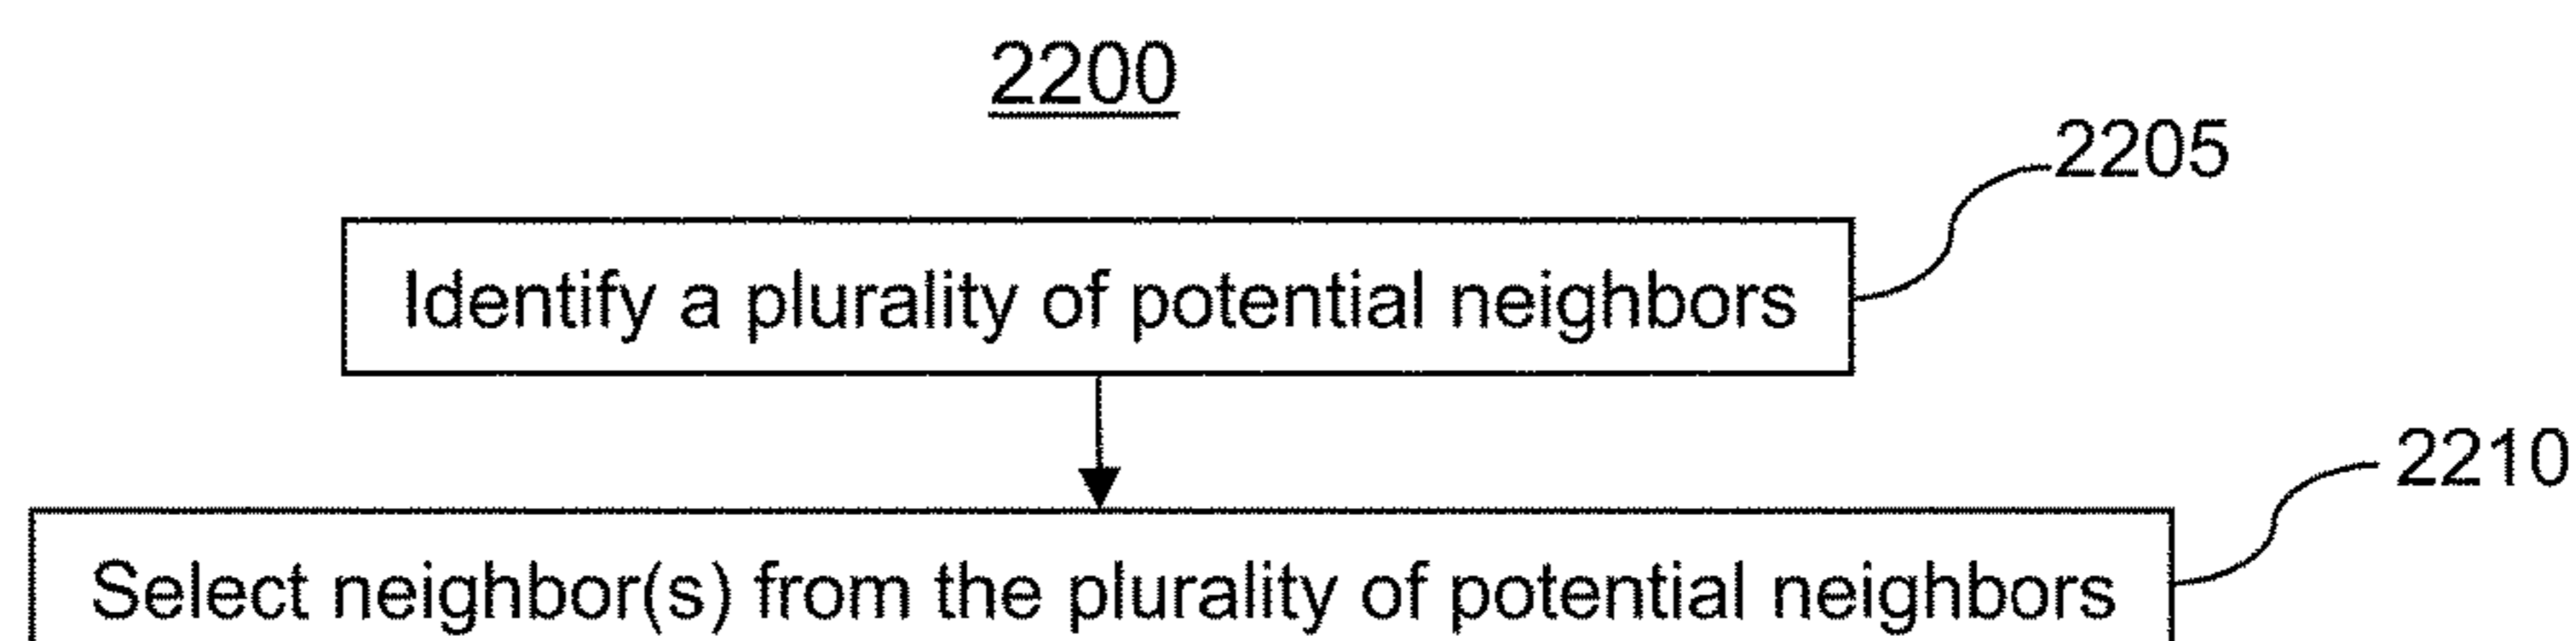 2200
2205
Identify a plurality of potential neighbors
2210
Select neighbor(s) from the plurality of potential neighbors